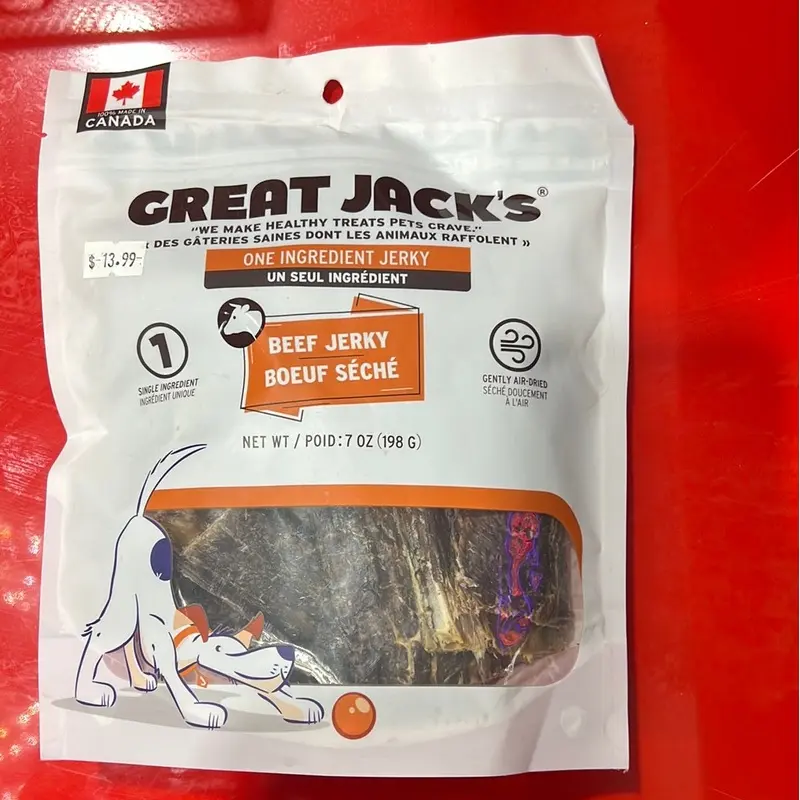 100% MADE IN
CANADA
GREAT JACK'S®
"WE MAKE HEALTHY TREATS PETS CRAVE."
« DES GÂTERIES SAINES DONT LES ANIMAUX RAFFOLENT »
$ 13.99
ONE INGREDIENT JERKY
UN SEUL INGRÉDIENT
BEEF JERKY
BOEUF SÉCHÉ
1
SINGLE INGREDIENT
INGRÉDIENT UNIQUE
GENTLY AIR-DRIED
SÉCHÉ DOUCEMENT
À L'AIR
NET WT / POID: 7 OZ (198 G)